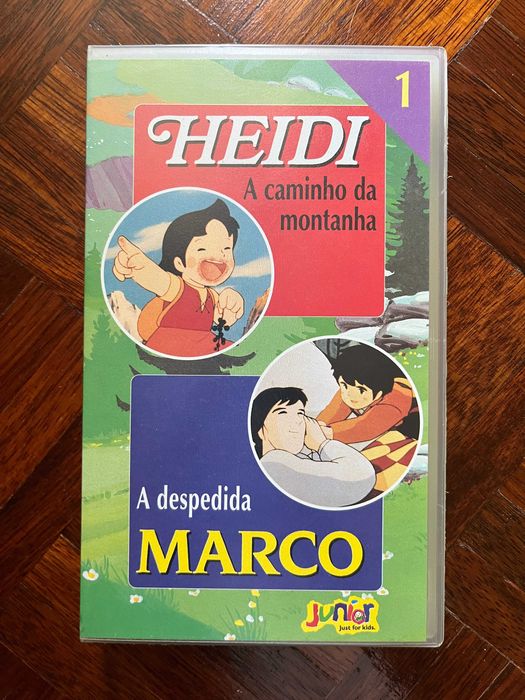 1
HEIDI
A caminho da
montanha
A despedida
MARCO
JUNIOR
Just for kids.